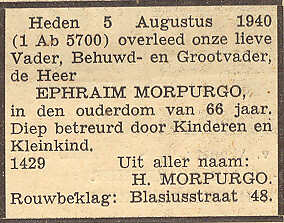 Heden 5 Augustus 1940
(1 Ab 5700) overleed onze lieve
Vader, Behuwd- en Grootvader,
de Heer
EPHRAIM MORPURGO,
in den ouderdom van 66 jaar.
Diep betreurd door Kinderen en
Kleinkind.
1429 Uit aller naam:
H. MORPURGO.
Rouwbeklag: Blasiusstraat 48.